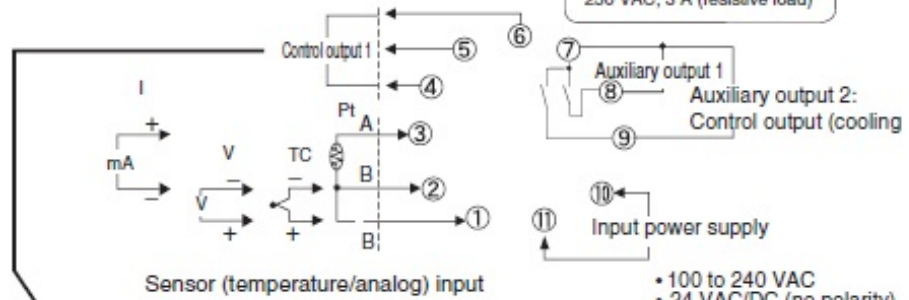 230 VAC, 3 A (resistive load)
Control output 1
⑥
⑤
④
⑦
Auxiliary output 1
⑧
Auxiliary output 2:
Control output (cooling
⑨
I
+
mA
−
V
−
V
+
TC
−
+
Pt
A
③
B
②
B
①
⑩
⑪
Input power supply
Sensor (temperature/analog) input
• 100 to 240 VAC
• 24 VAC/DC (no polarity)